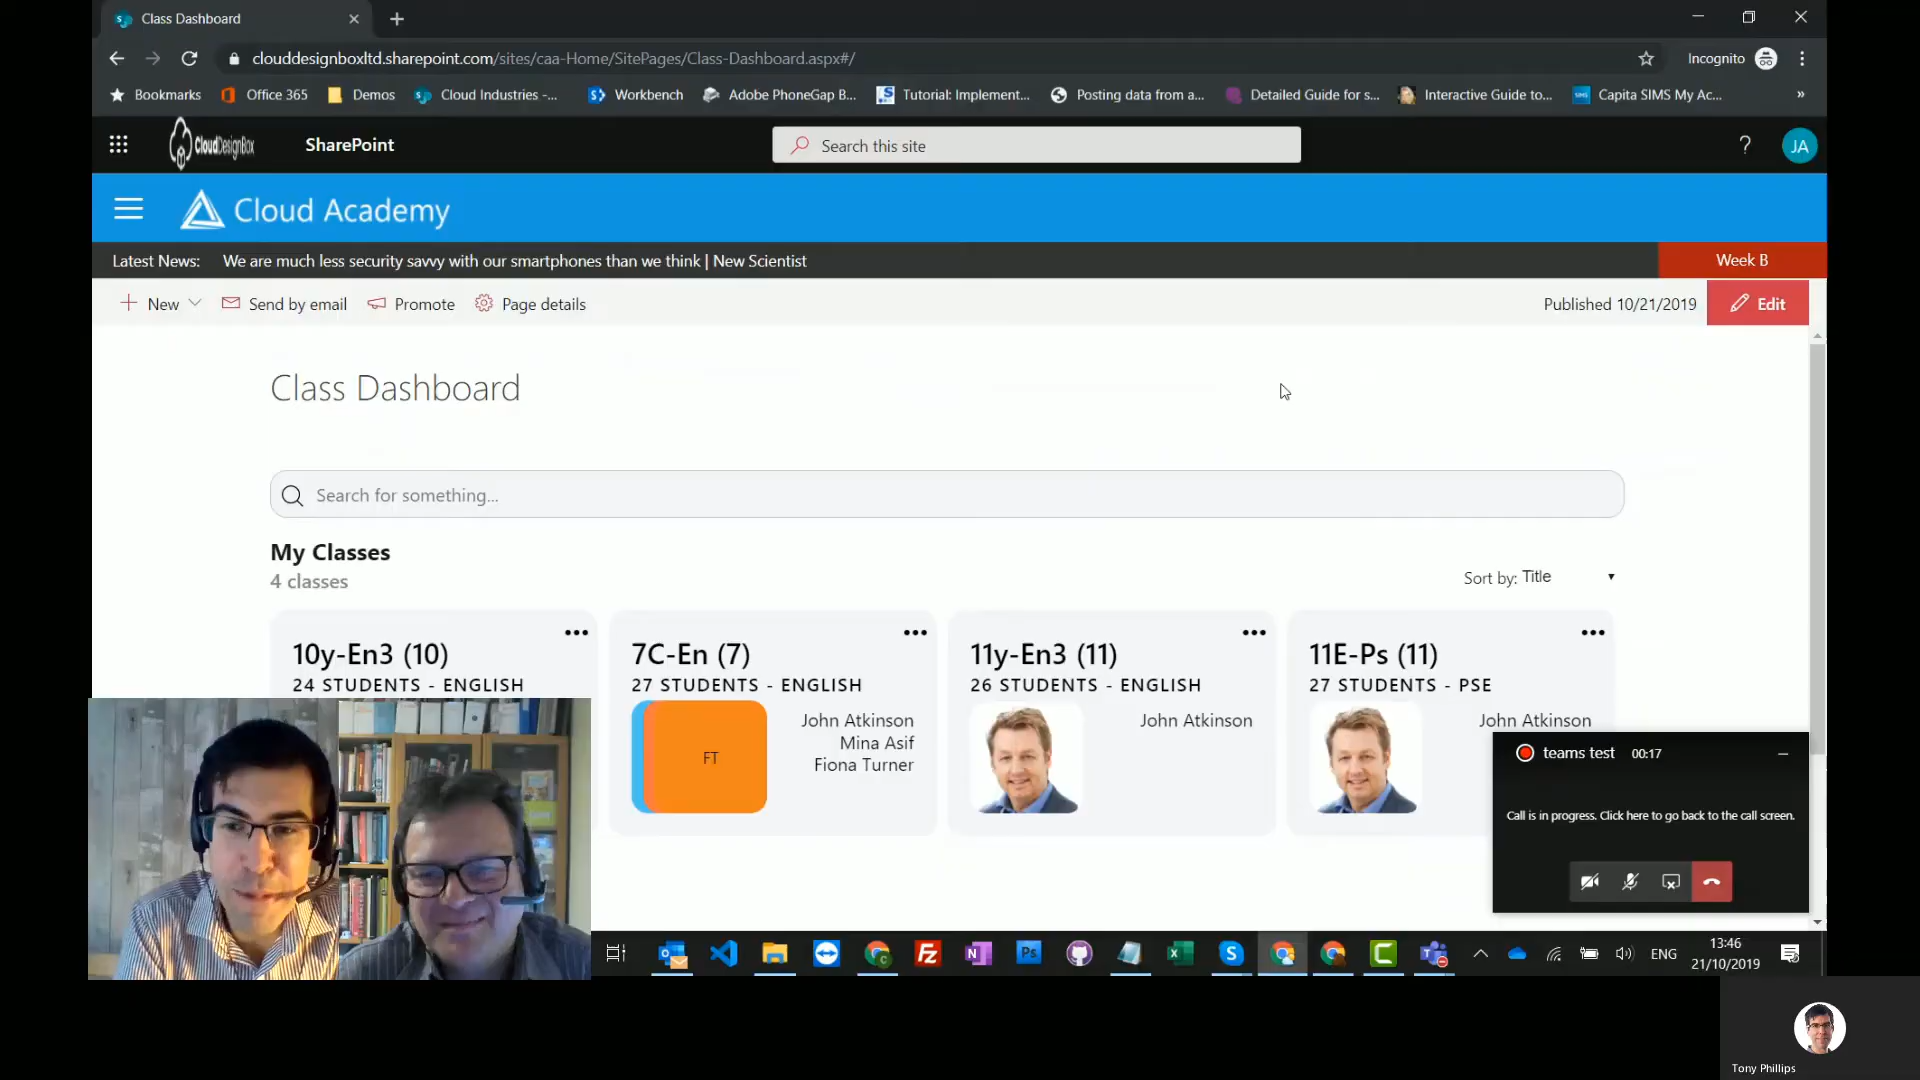 Class Dashboard
clouddesignboxltd.sharepoint.com/sites/caa-Home/SitePages/Class-Dashboard.aspx#/
Incognito
Bookmarks
Office 365
Demos
Cloud Industries -...
Workbench
Adobe PhoneGap B...
Tutorial: Implement...
Posting data from a...
Detailed Guide for s...
Interactive Guide to...
Capita SIMS My Ac...
»
CloudDesignBox
SharePoint
Search this site
?
JA
Cloud Academy
Latest News: We are much less security savvy with our smartphones than we think | New Scientist
Week B
New
Send by email
Promote
Page details
Published 10/21/2019
Edit
Class Dashboard
Search for something...
My Classes
4 classes
Sort by: Title
10y-En3 (10)
24 STUDENTS - ENGLISH
7C-En (7)
27 STUDENTS - ENGLISH
FT
John Atkinson
Mina Asif
Fiona Turner
11y-En3 (11)
26 STUDENTS - ENGLISH
John Atkinson
11E-Ps (11)
27 STUDENTS - PSE
John Atkinson
teams test 00:17
Call is in progress. Click here to go back to the call screen.
ENG
13:46
21/10/2019
Tony Phillips